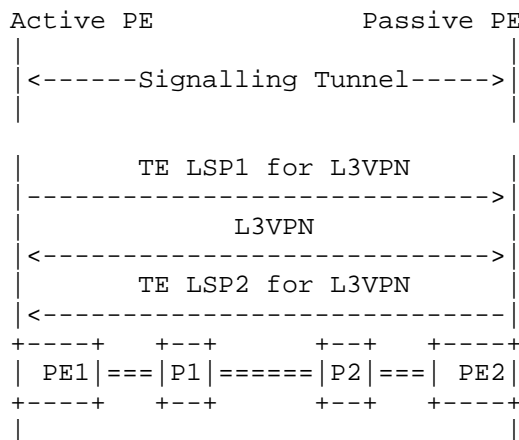 Active PE                 Passive PE
|                              |
|<------Signalling Tunnel----->|
|                              |
|       TE LSP1 for L3VPN      |
|----------------------------->|
|             L3VPN            |
|<---------------------------->|
|       TE LSP2 for L3VPN      |
|<-----------------------------|
+----+   +--+      +--+   +----+
| PE1|===|P1|======|P2|===| PE2|
+----+   +--+      +--+   +----+
|                              |